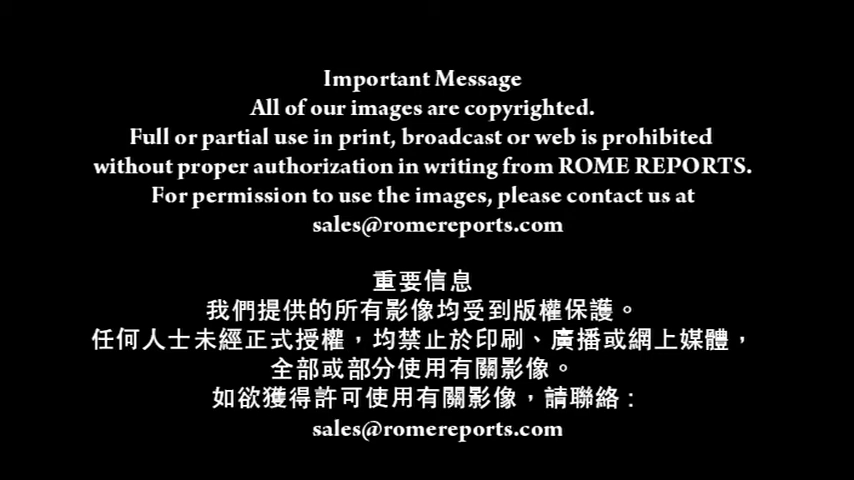 Important Message
All of our images are copyrighted.
Full or partial use in print, broadcast or web is prohibited
without proper authorization in writing from ROME REPORTS.
For permission to use the images, please contact us at
sales@romereports.com
重要信息
我們提供的所有影像均受到版權保護。
任何人士未經正式授權，均禁止於印刷、廣播或網上媒體，
全部或部分使用有關影像。
如欲獲得許可使用有關影像，請聯絡：
sales@romereports.com